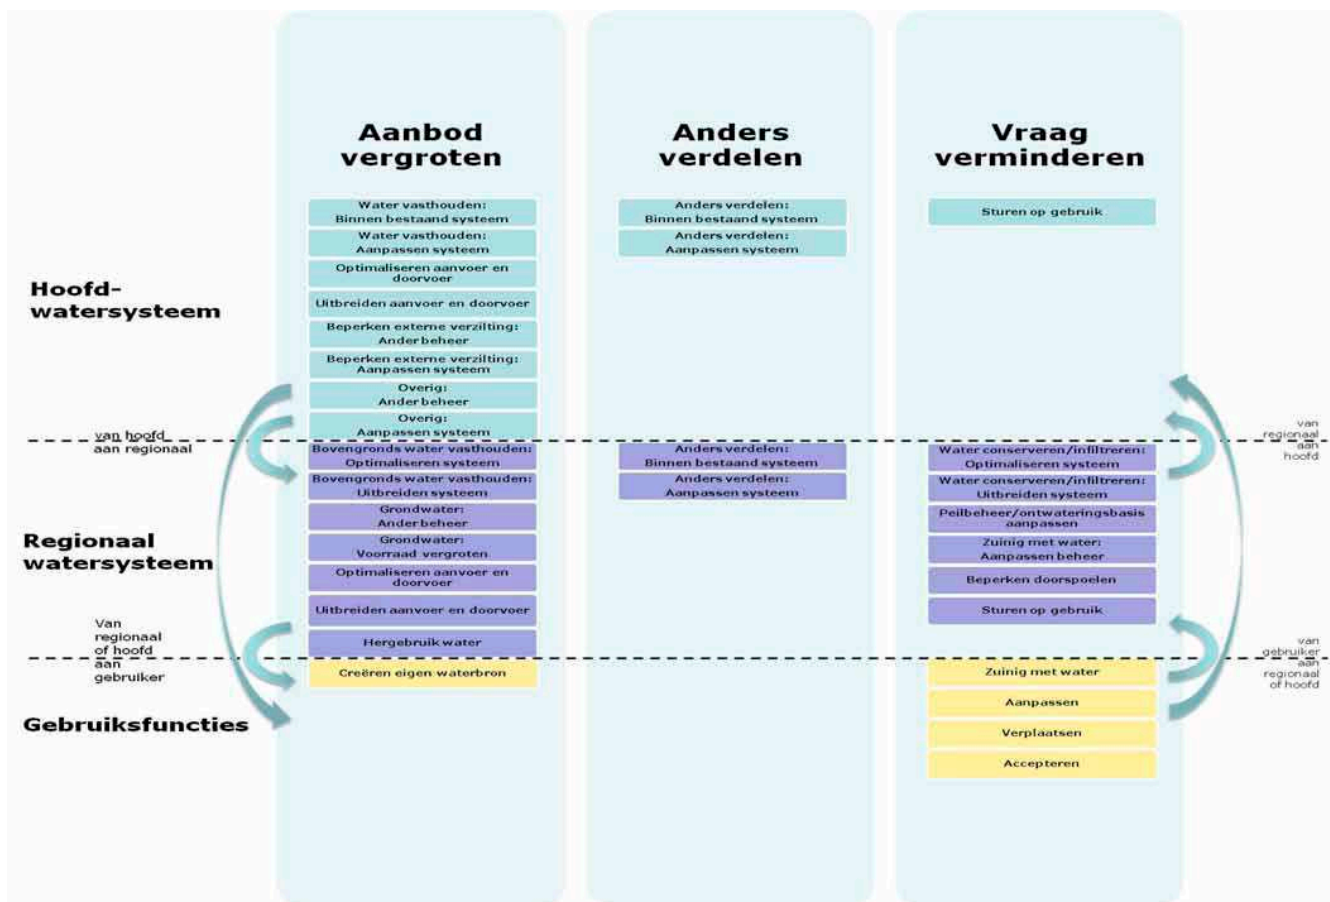 Aanbod
vergroten
Anders
verdelen
Vraag
verminderen
Hoofd-
watersysteem
Water vasthouden:
Binnen bestaand systeem
Water vasthouden:
Aanpassen systeem
Optimaliseren aanvoer en
doorvoer
Uitbreiden aanvoer en doorvoer
Beperken externe verzilting:
Ander beheer
Beperken externe verzilting:
Aanpassen systeem
Overig:
Ander beheer
Overig:
Aanpassen systeem
Anders verdelen:
Binnen bestaand systeem
Anders verdelen:
Aanpassen systeem
Sturen op gebruik
van hoofd
aan regionaal
van
regionaal
aan
hoofd
Regionaal
watersysteem
Bovengronds water vasthouden:
Optimaliseren systeem
Bovengronds water vasthouden:
Uitbreiden systeem
Grondwater:
Ander beheer
Grondwater:
Voorraad vergroten
Optimaliseren aanvoer en
doorvoer
Uitbreiden aanvoer en doorvoer
Hergebruik water
Anders verdelen:
Binnen bestaand systeem
Anders verdelen:
Aanpassen systeem
Water conserveren/infiltreren:
Optimaliseren systeem
Water conserveren/infiltreren:
Uitbreiden systeem
Peilbeheer/ontwateringsbasis
aanpassen
Zuinig met water:
Aanpassen beheer
Beperken doorspoelen
Sturen op gebruik
Van
regionaal
of hoofd
aan
gebruiker
van
gebruiker
aan
regionaal
of hoofd
Gebruiksfuncties
Creëren eigen waterbron
Zuinig met water
Aanpassen
Verplaatsen
Accepteren